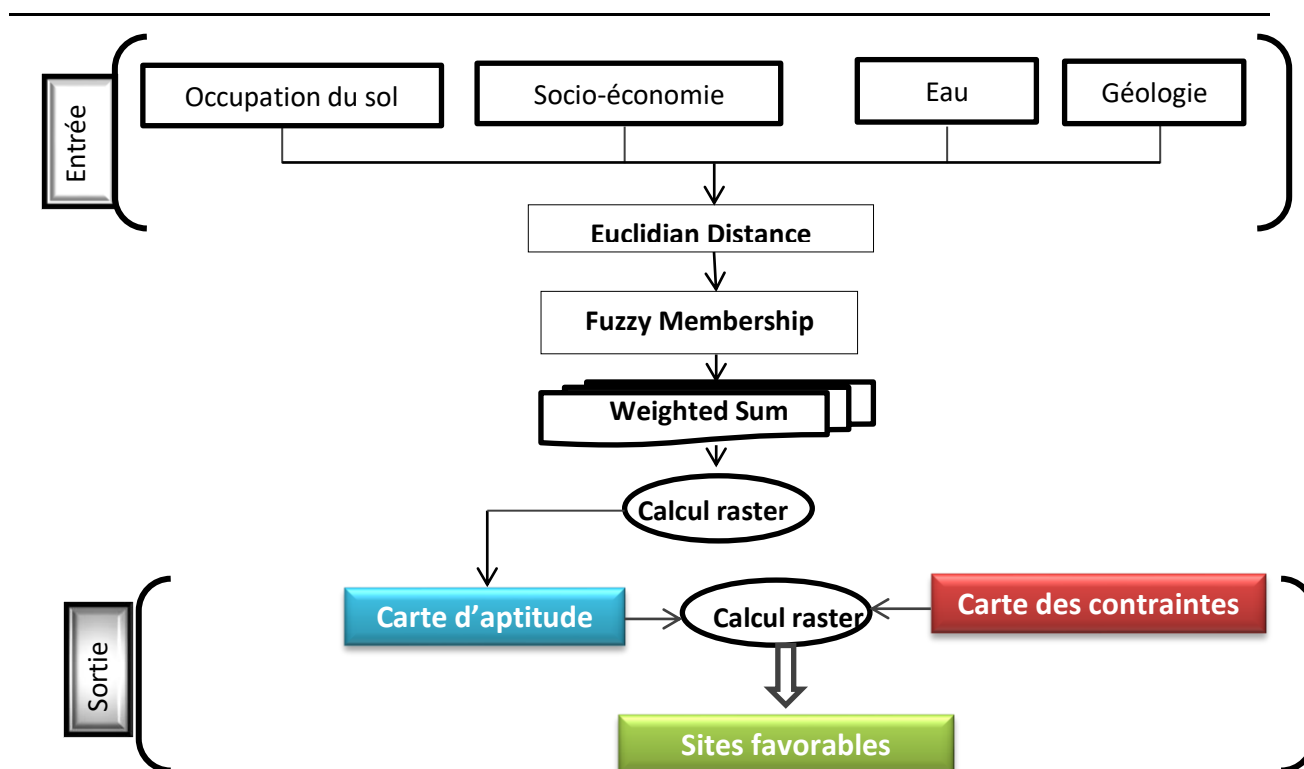 Entrée
Occupation du sol
Socio-économie
Eau
Géologie
Euclidian Distance
Fuzzy Membership
Weighted Sum
Calcul raster
Sortie
Carte d'aptitude
Calcul raster
Carte des contraintes
Sites favorables